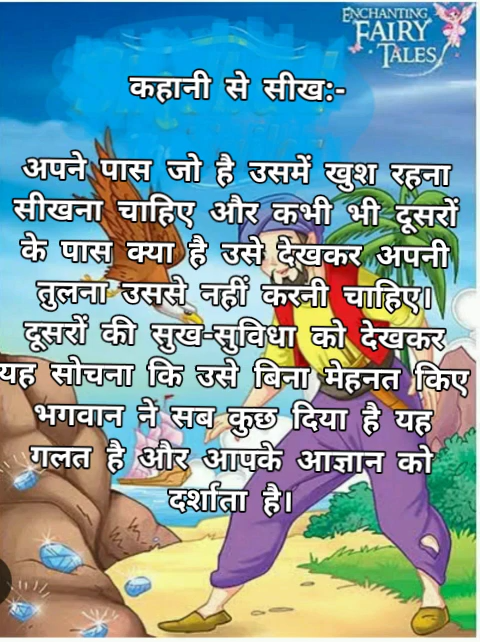 ENCHANTING
FAIRY
TALES
कहानी से सीख:-
अपने पास जो है उसमें खुश रहना
सीखना चाहिए और कभी भी दूसरों
के पास क्या है उसे देखकर अपनी
तुलना उससे नहीं करनी चाहिए।
दूसरों की सुख-सुविधा को देखकर
यह सोचना कि उसे बिना मेहनत किए
भगवान ने सब कुछ दिया है यह
गलत है और आपके आज्ञान को
दर्शाता है।